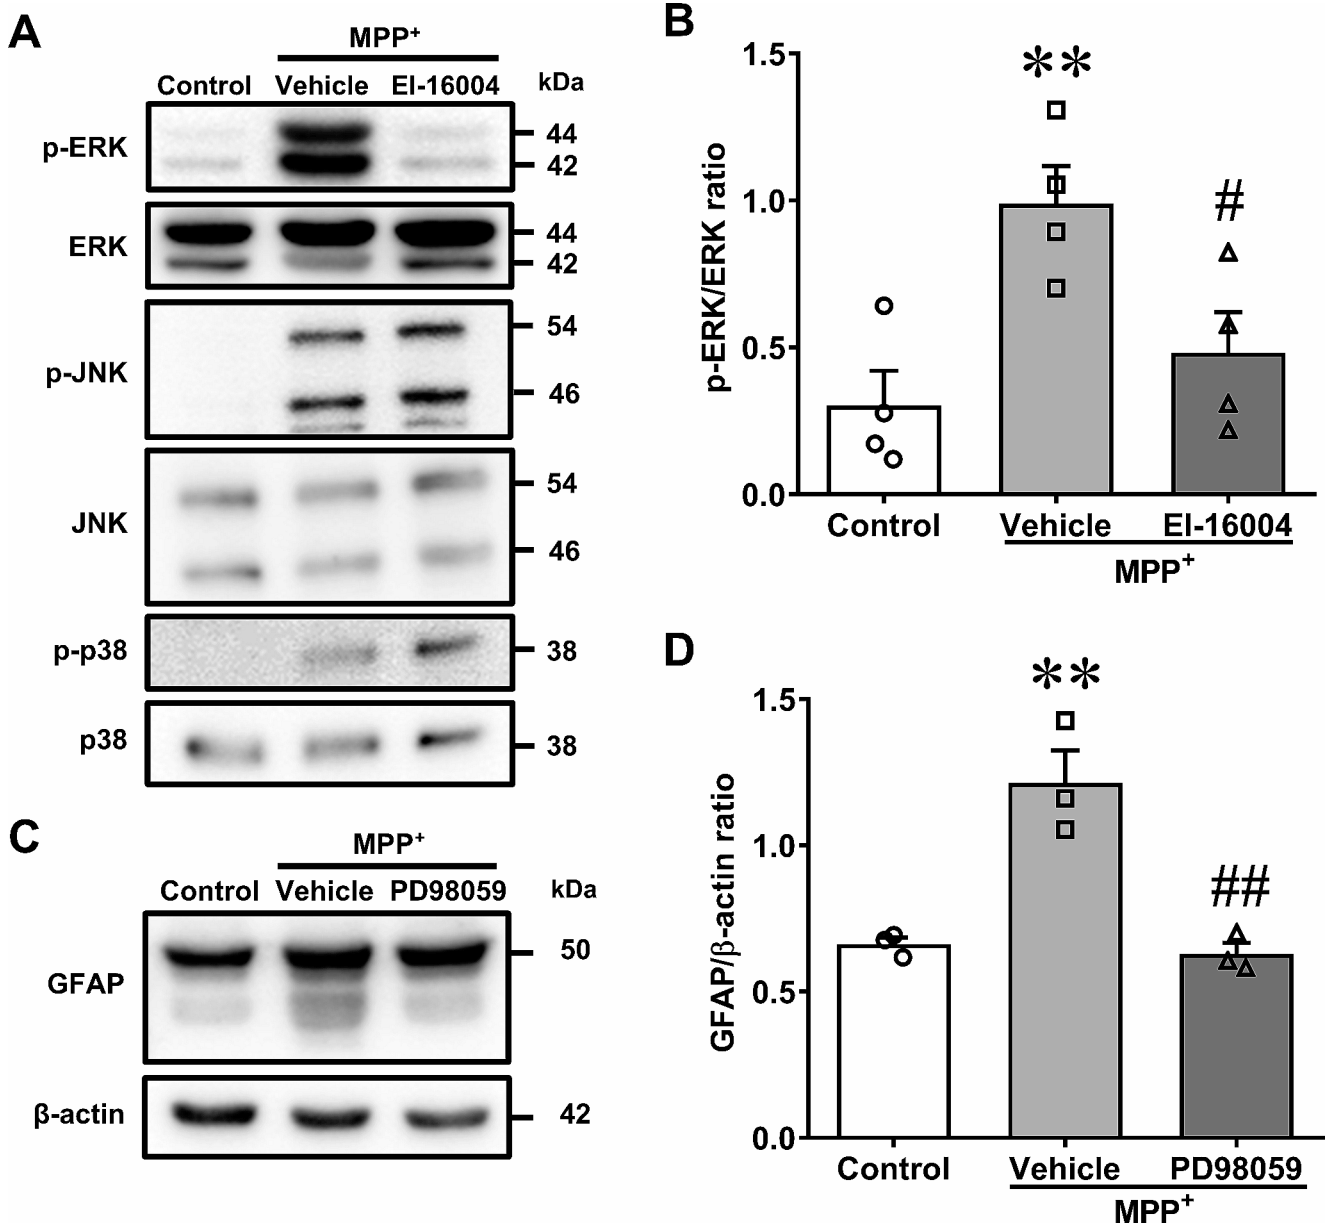 A
MPP+
Control Vehicle EI-16004 kDa
p-ERK
44
42
ERK
44
42
p-JNK
54
46
JNK
54
46
p-p38
38
p38
38
B
p-ERK/ERK ratio
1.5
1.0
0.5
0.0
**
#
Control Vehicle EI-16004
MPP+
C
MPP+
Control Vehicle PD98059 kDa
GFAP
50
β-actin
42
D
GFAP/β-actin ratio
1.5
1.0
0.5
0.0
**
##
Control Vehicle PD98059
MPP+